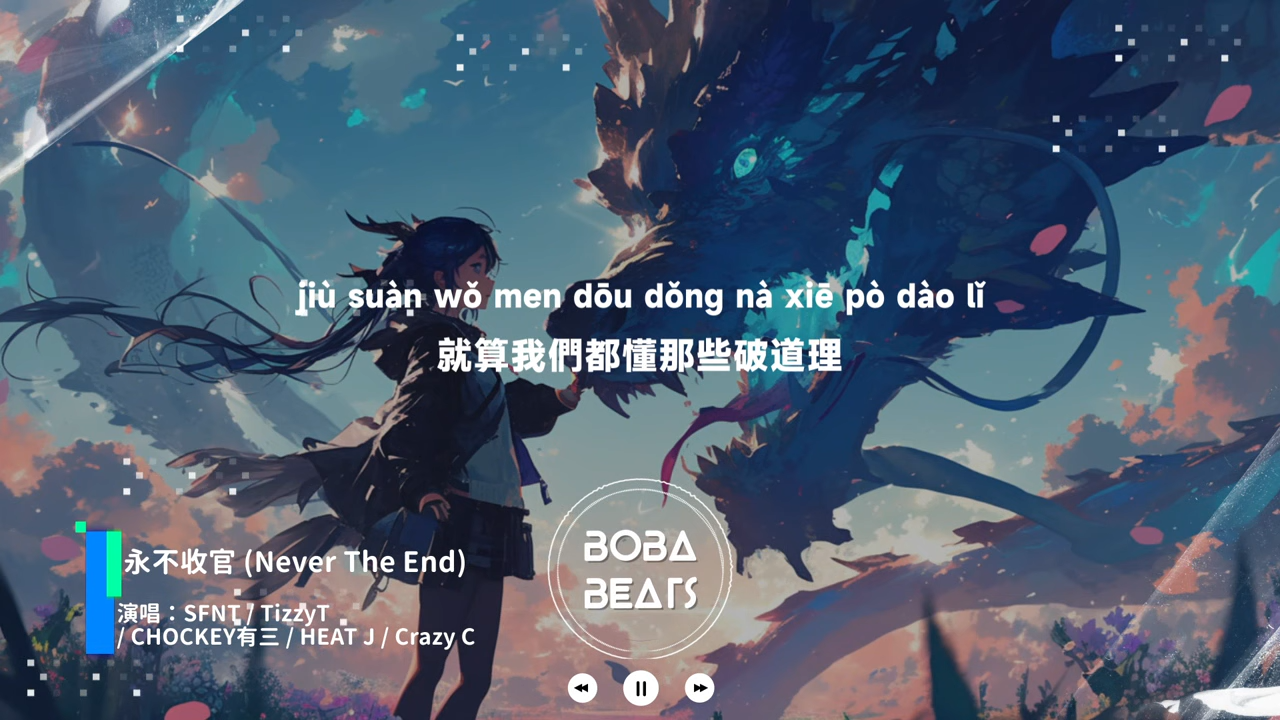 jiù suàn wǒ men dōu dǒng nà xiē pò dào lǐ
就算我們都懂那些破道理
永不收官 (Never The End)
演唱：SFNT / TizzyT
/ CHOCKEY有三 / HEAT J / Crazy C
BOBA
BEATS